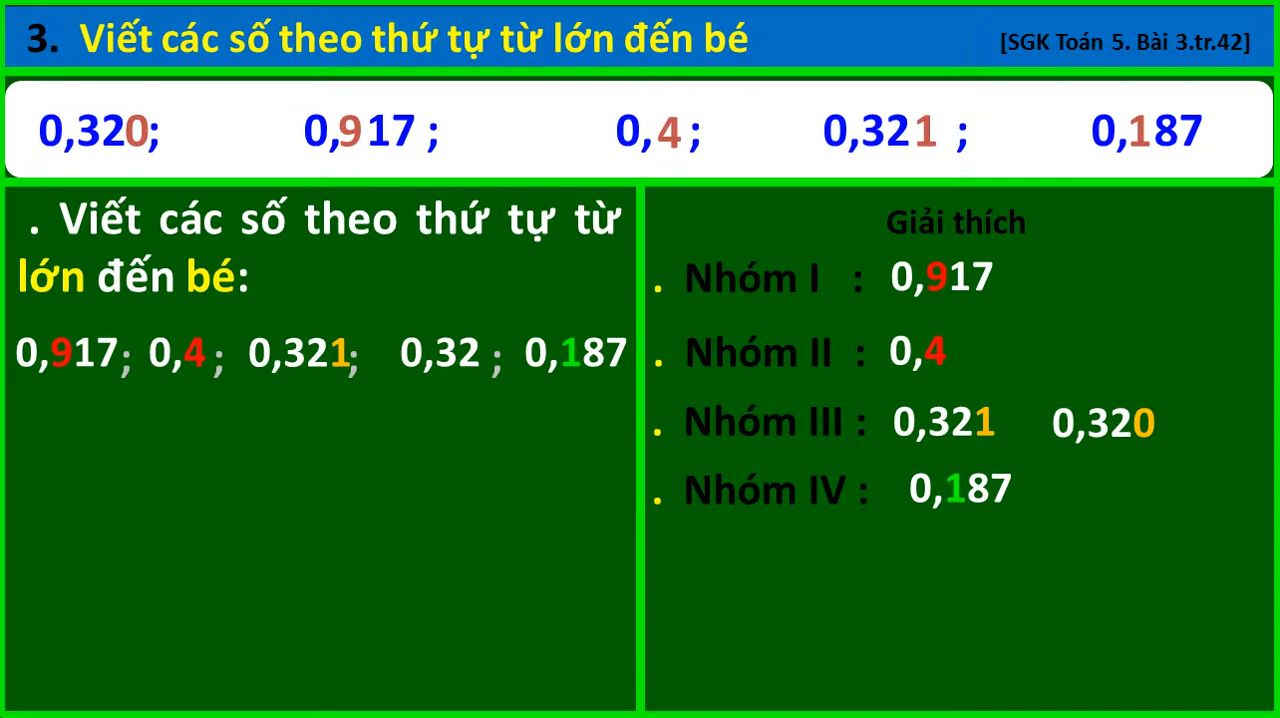 3. Viết các số theo thứ tự từ lớn đến bé [SGK Toán 5. Bài 3.tr.42]
0,320; 0,917 ; 0,4 ; 0,321 ; 0,187
. Viết các số theo thứ tự từ
lớn đến bé:
0,917 ; 0,4 ; 0,321; 0,32 ; 0,187
Giải thích
. Nhóm I : 0,917
. Nhóm II : 0,4
. Nhóm III : 0,321 0,320
. Nhóm IV : 0,187